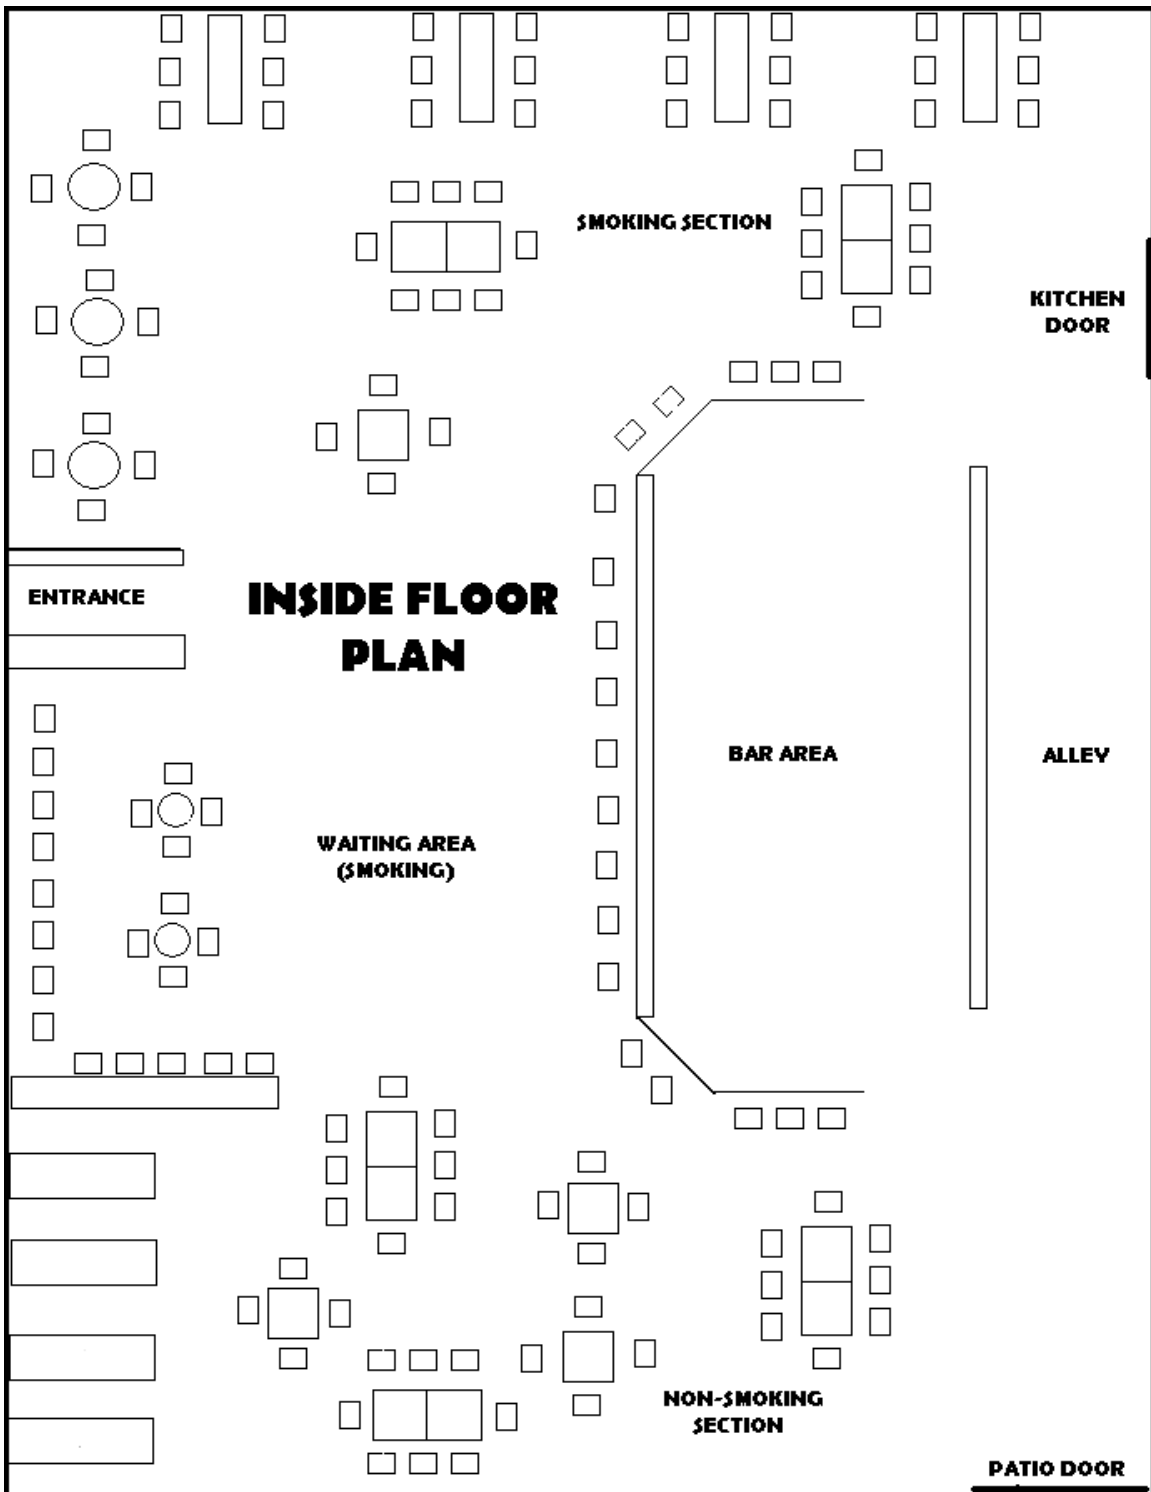 SMOKING SECTION
KITCHEN
DOOR
ENTRANCE
INSIDE FLOOR
PLAN
BAR AREA
ALLEY
WAITING AREA
(SMOKING)
NON-SMOKING
SECTION
PATIO DOOR